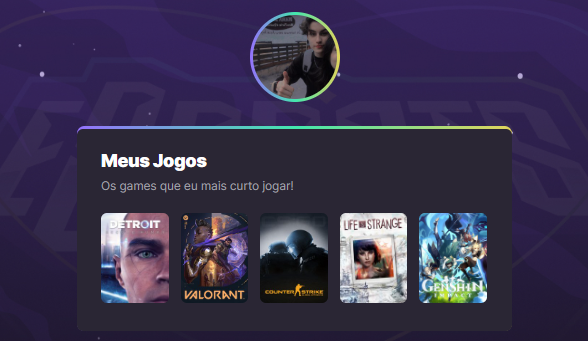 Meus Jogos
Os games que eu mais curto jogar!
DETROIT
VALORANT
COUNTER STRIKE
LIFE IS STRANGE
GENSHIN
IMPACT